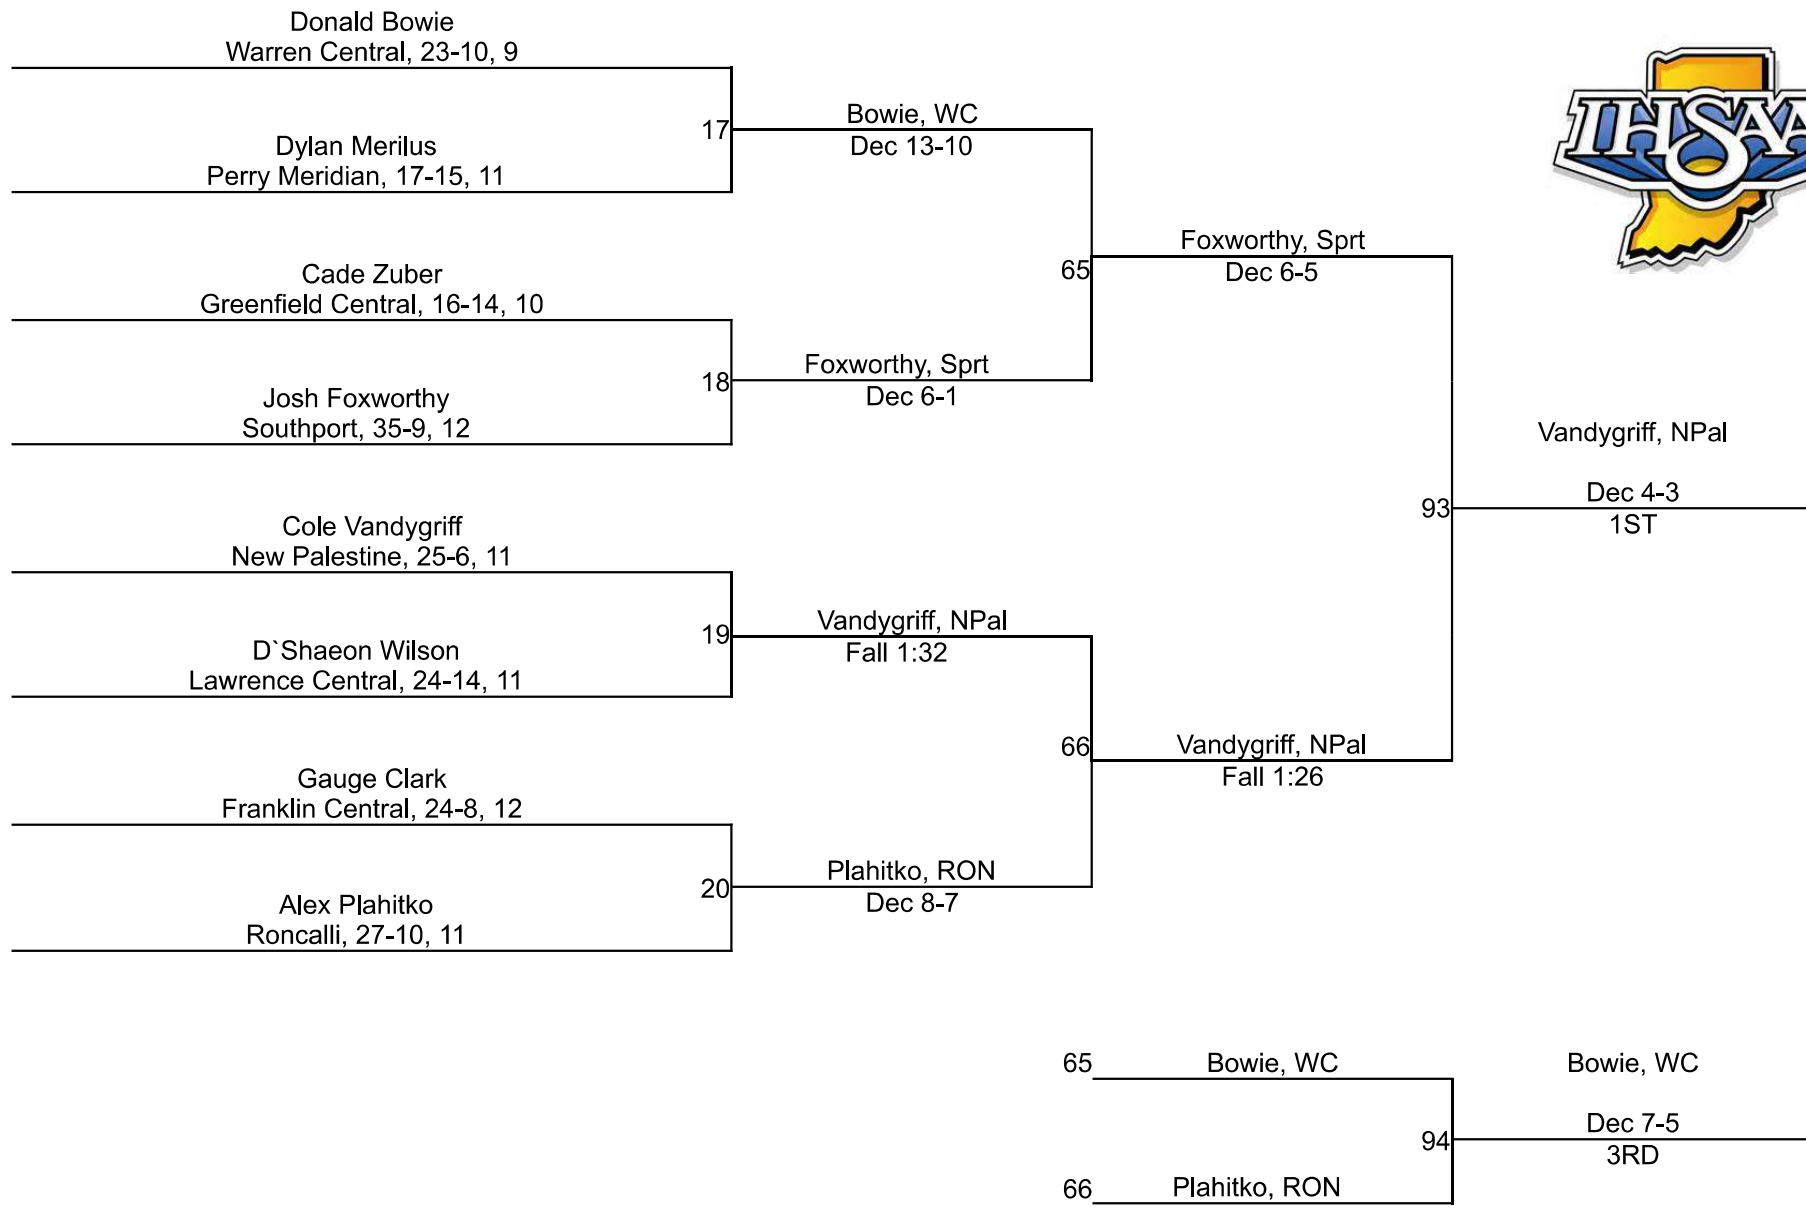 Donald Bowie
Warren Central, 23-10, 9
Dylan Merilus
Perry Meridian, 17-15, 11
Cade Zuber
Greenfield Central, 16-14, 10
Josh Foxworthy
Southport, 35-9, 12
Cole Vandygriff
New Palestine, 25-6, 11
D`Shaeon Wilson
Lawrence Central, 24-14, 11
Gauge Clark
Franklin Central, 24-8, 12
Alex Plahitko
Roncalli, 27-10, 11
17
Bowie, WC
Dec 13-10
18
Foxworthy, Sprt
Dec 6-1
19
Vandygriff, NPal
Fall 1:32
20
Plahitko, RON
Dec 8-7
65
Foxworthy, Sprt
Dec 6-5
66
Vandygriff, NPal
Fall 1:26
93
Vandygriff, NPal
Dec 4-3
1ST
IHSAA
65
Bowie, WC
66
Plahitko, RON
94
Bowie, WC
Dec 7-5
3RD